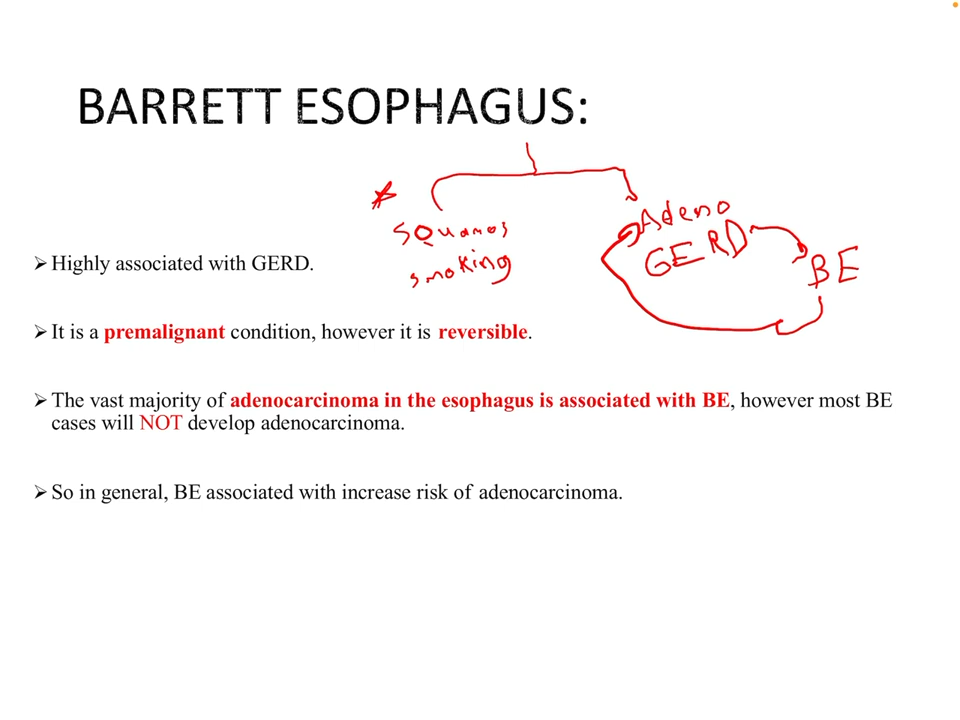 BARRETT ESOPHAGUS:
squamos
smoking
Adeno
GERD
BE
➢ Highly associated with GERD.
➢ It is a premalignant condition, however it is reversible.
➢ The vast majority of adenocarcinoma in the esophagus is associated with BE, however most BE
cases will NOT develop adenocarcinoma.
➢ So in general, BE associated with increase risk of adenocarcinoma.